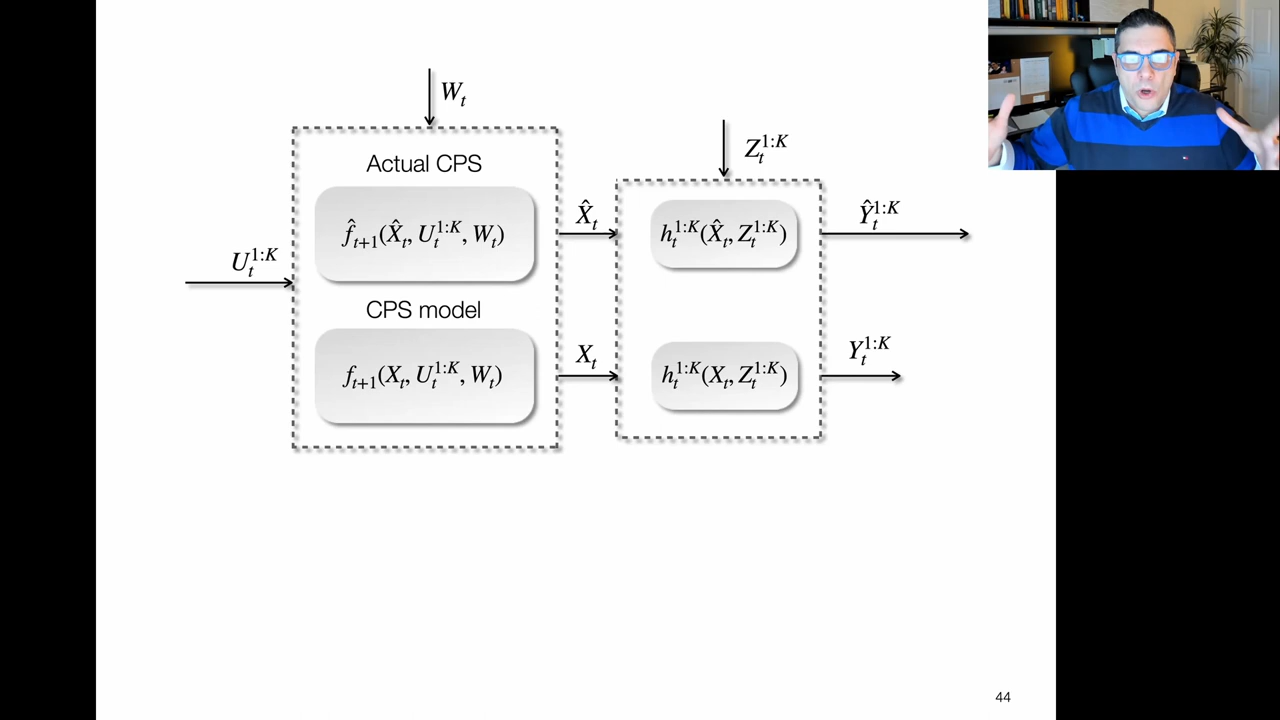 W_t
Z_t^{1:K}
Actual CPS
U_t^{1:K}
\hat{f}_{t+1}(\hat{X}_t, U_t^{1:K}, W_t)
\hat{X}_t
h_t^{1:K}(\hat{X}_t, Z_t^{1:K})
\hat{Y}_t^{1:K}
CPS model
f_{t+1}(X_t, U_t^{1:K}, W_t)
X_t
h_t^{1:K}(X_t, Z_t^{1:K})
Y_t^{1:K}
44